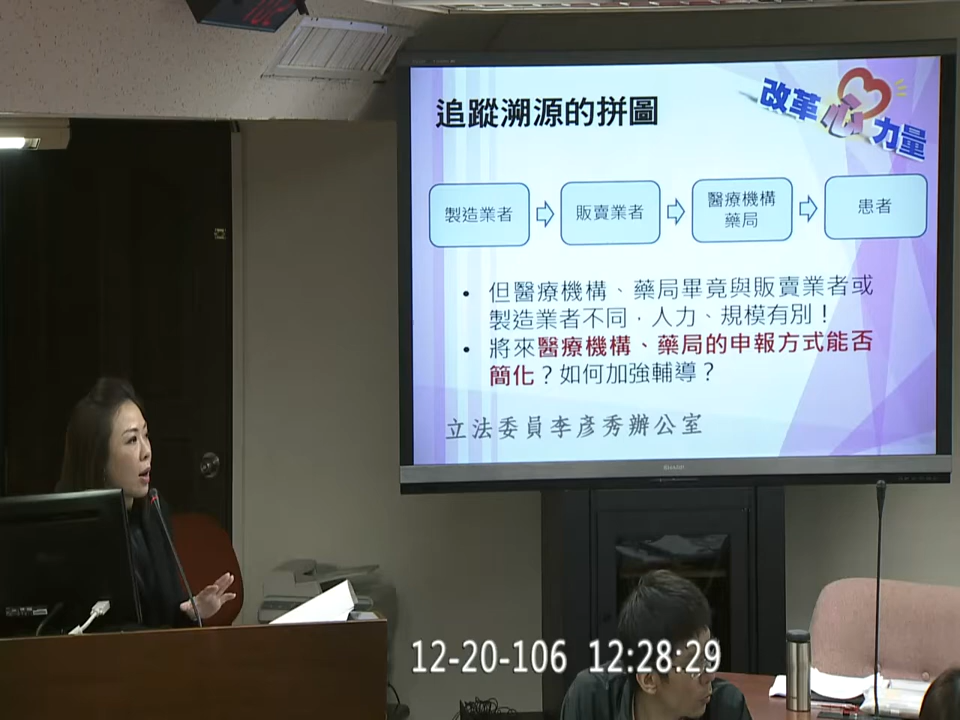 追蹤溯源的拼圖
改革心力量
製造業者
販賣業者
醫療機構
藥局
患者
• 但醫療機構、藥局畢竟與販賣業者或
製造業者不同，人力、規模有別！
• 將來醫療機構、藥局的申報方式能否
簡化？如何加強輔導？
立法委員李彥秀辦公室
SHARP
12-20-106 12:28:29